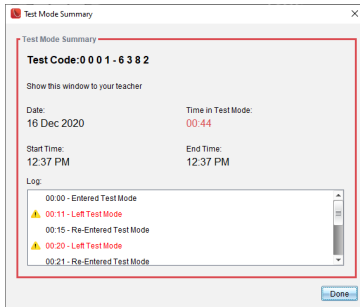 Test Mode Summary
Test Mode Summary
Test Code:0 0 0 1 - 6 3 8 2
Show this window to your teacher
Date:
Time in Test Mode:
16 Dec 2020
00:44
Start Time:
End Time:
12:37 PM
12:37 PM
Log:
00:00 - Entered Test Mode
00:11 - Left Test Mode
00:15 - Re-Entered Test Mode
00:20 - Left Test Mode
00:21 - Re-Entered Test Mode
Done